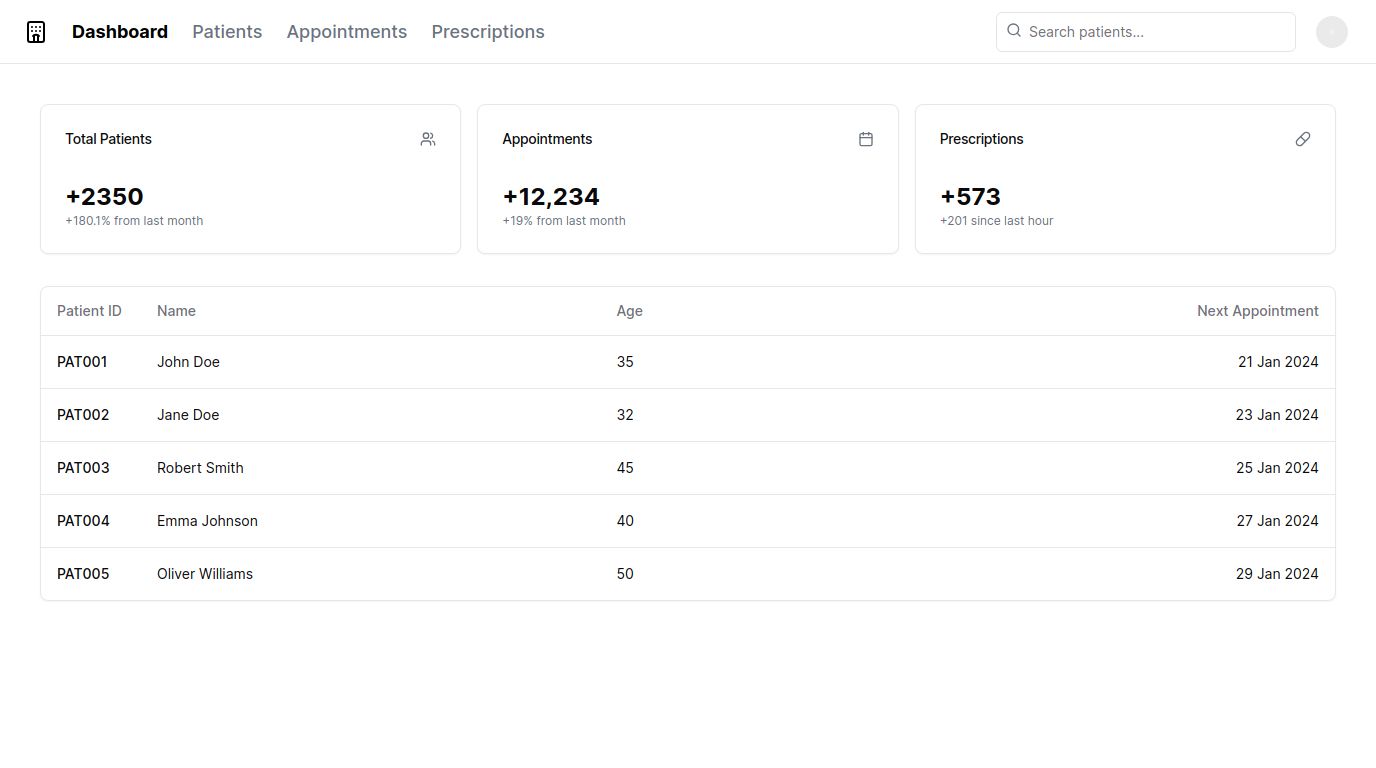 Dashboard Patients Appointments Prescriptions Search patients...
Total Patients
+2350
+180.1% from last month
Appointments
+12,234
+19% from last month
Prescriptions
+573
+201 since last hour
Patient ID Name Age Next Appointment
PAT001 John Doe 35 21 Jan 2024
PAT002 Jane Doe 32 23 Jan 2024
PAT003 Robert Smith 45 25 Jan 2024
PAT004 Emma Johnson 40 27 Jan 2024
PAT005 Oliver Williams 50 29 Jan 2024